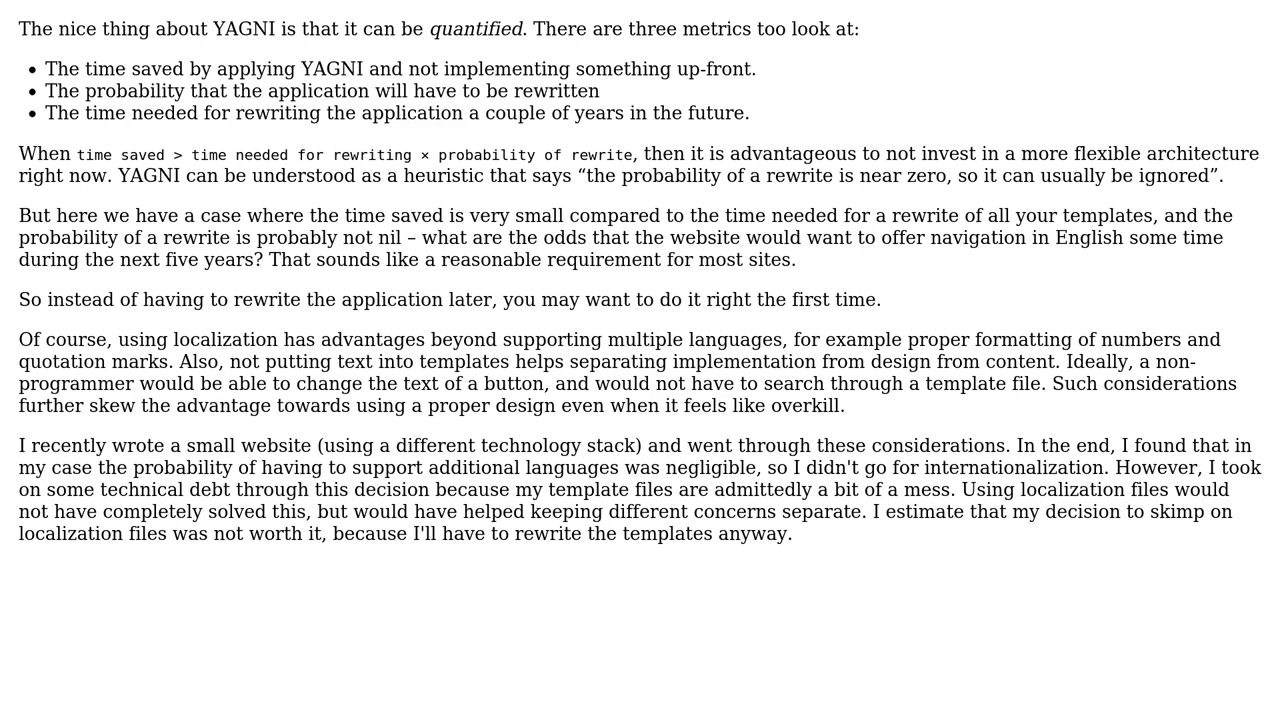 The nice thing about YAGNI is that it can be quantified. There are three metrics too look at:
• The time saved by applying YAGNI and not implementing something up-front.
• The probability that the application will have to be rewritten
• The time needed for rewriting the application a couple of years in the future.
When time saved > time needed for rewriting × probability of rewrite, then it is advantageous to not invest in a more flexible architecture
right now. YAGNI can be understood as a heuristic that says “the probability of a rewrite is near zero, so it can usually be ignored”.
But here we have a case where the time saved is very small compared to the time needed for a rewrite of all your templates, and the
probability of a rewrite is probably not nil – what are the odds that the website would want to offer navigation in English some time
during the next five years? That sounds like a reasonable requirement for most sites.
So instead of having to rewrite the application later, you may want to do it right the first time.
Of course, using localization has advantages beyond supporting multiple languages, for example proper formatting of numbers and
quotation marks. Also, not putting text into templates helps separating implementation from design from content. Ideally, a non-
programmer would be able to change the text of a button, and would not have to search through a template file. Such considerations
further skew the advantage towards using a proper design even when it feels like overkill.
I recently wrote a small website (using a different technology stack) and went through these considerations. In the end, I found that in
my case the probability of having to support additional languages was negligible, so I didn't go for internationalization. However, I took
on some technical debt through this decision because my template files are admittedly a bit of a mess. Using localization files would
not have completely solved this, but would have helped keeping different concerns separate. I estimate that my decision to skimp on
localization files was not worth it, because I'll have to rewrite the templates anyway.